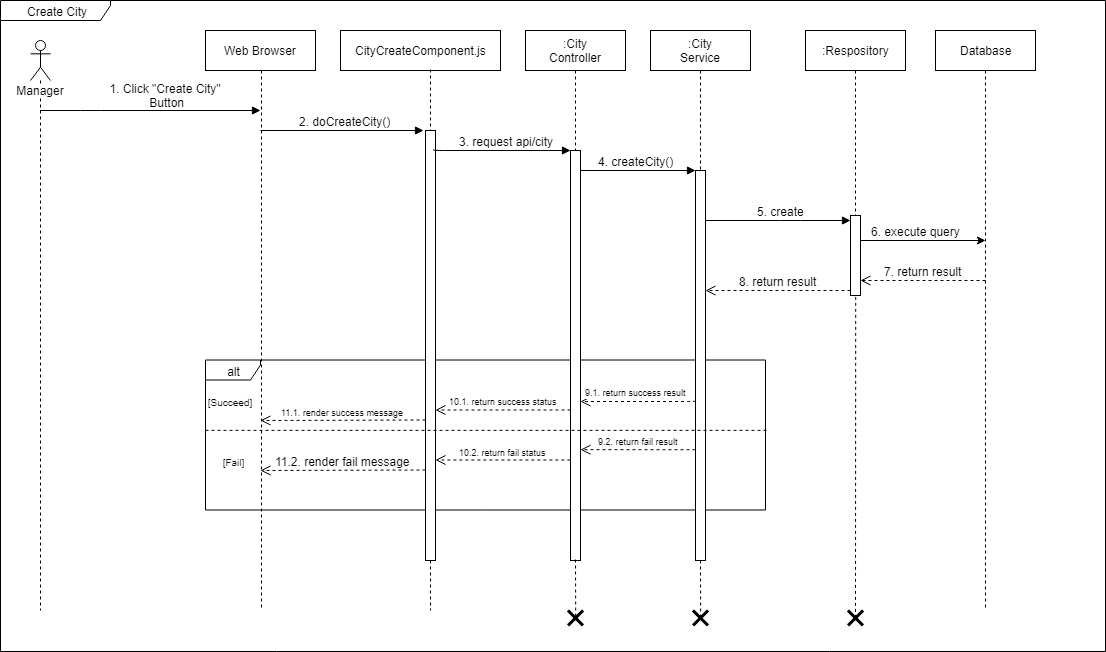 Create City
Manager
Web Browser
CityCreateComponent.js
:City
Controller
:City
Service
:Respository
Database
1. Click "Create City"
Button
2. doCreateCity()
3. request api/city
4. createCity()
5. create
6. execute query
7. return result
8. return result
alt
[Succeed]
9.1. return success result
10.1. return success status
11.1. render success message
[Fail]
9.2. return fail result
10.2. return fail status
11.2. render fail message